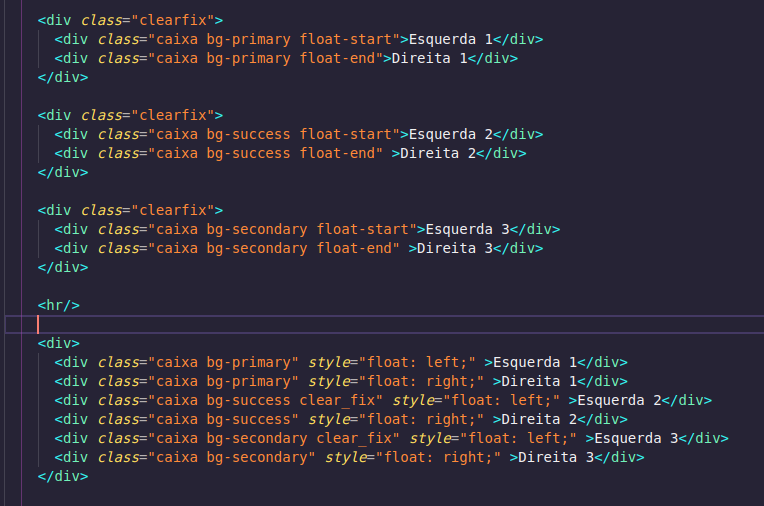 <div class="clearfix">
  <div class="caixa bg-primary float-start">Esquerda 1</div>
  <div class="caixa bg-primary float-end">Direita 1</div>
</div>

<div class="clearfix">
  <div class="caixa bg-success float-start">Esquerda 2</div>
  <div class="caixa bg-success float-end" >Direita 2</div>
</div>

<div class="clearfix">
  <div class="caixa bg-secondary float-start">Esquerda 3</div>
  <div class="caixa bg-secondary float-end" >Direita 3</div>
</div>

<hr/>

<div>
  <div class="caixa bg-primary" style="float: left;" >Esquerda 1</div>
  <div class="caixa bg-primary" style="float: right;" >Direita 1</div>
  <div class="caixa bg-success clear_fix" style="float: left;" >Esquerda 2</div>
  <div class="caixa bg-success" style="float: right;" >Direita 2</div>
  <div class="caixa bg-secondary clear_fix" style="float: left;" >Esquerda 3</div>
  <div class="caixa bg-secondary" style="float: right;" >Direita 3</div>
</div>